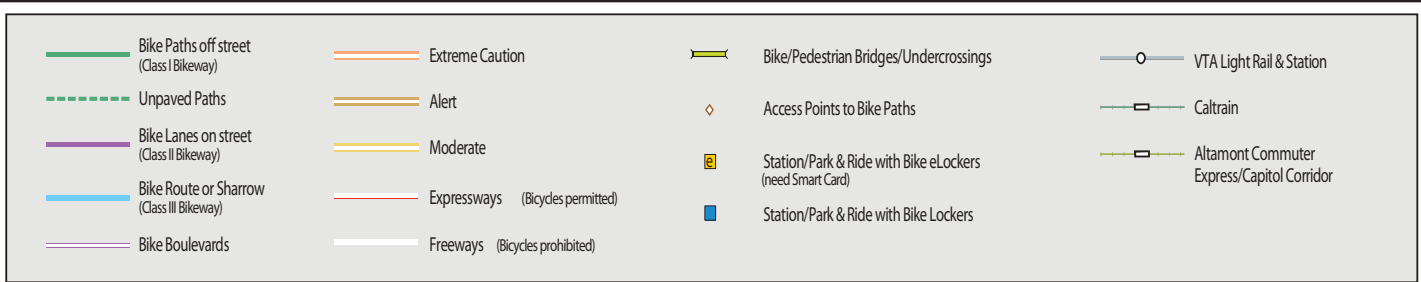 Bike Paths off street
(Class I Bikeway)
Unpaved Paths
Bike Lanes on street
(Class II Bikeway)
Bike Route or Sharrow
(Class III Bikeway)
Bike Boulevards
Extreme Caution
Alert
Moderate
Expressways (Bicycles permitted)
Freeways (Bicycles prohibited)
Bike/Pedestrian Bridges/Undercrossings
Access Points to Bike Paths
e Station/Park & Ride with Bike eLockers
(need Smart Card)
Station/Park & Ride with Bike Lockers
VTA Light Rail & Station
Caltrain
Altamont Commuter
Express/Capitol Corridor